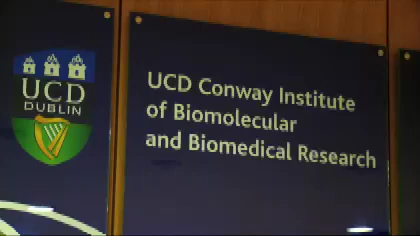 UCD
DUBLIN
UCD Conway Institute
of Biomolecular
and Biomedical Research